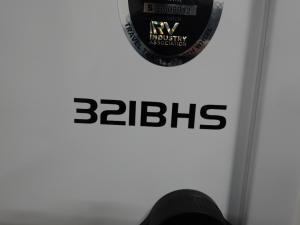 RV
INDUSTRY
ASSOCIATION
321BHS